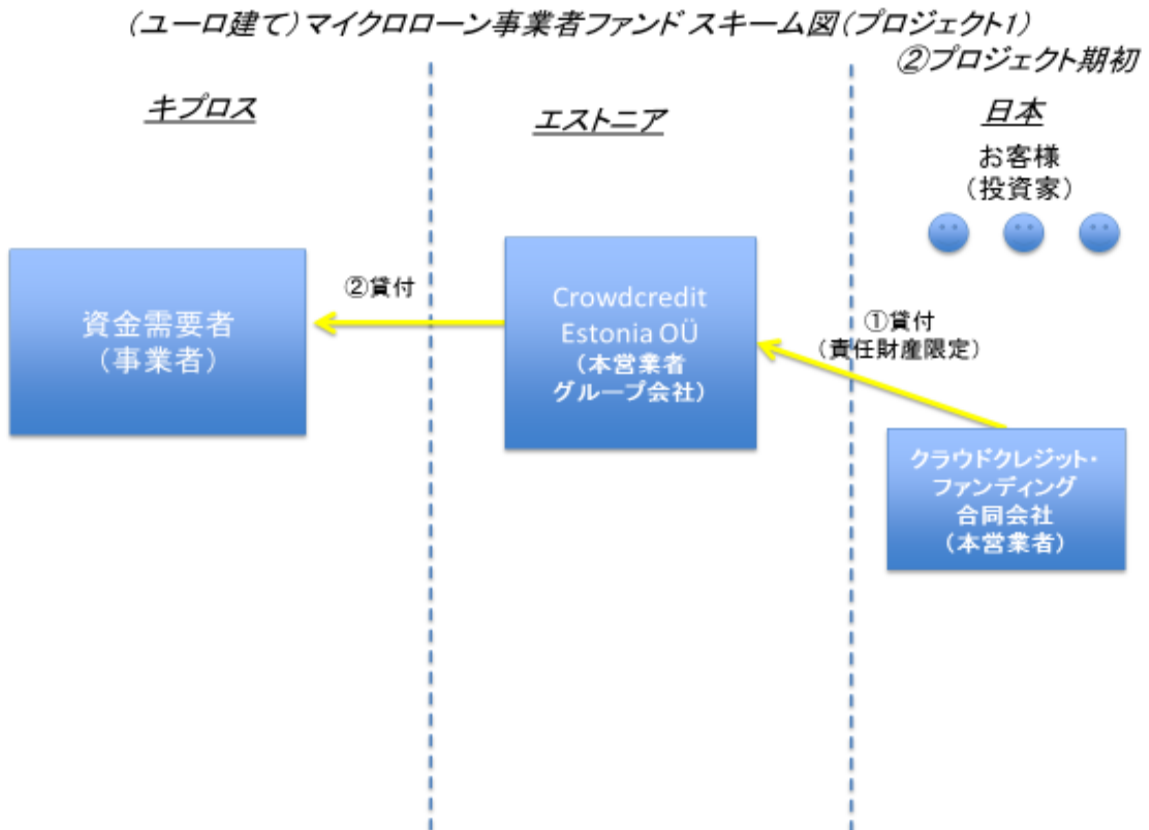 (ユーロ建て)マイクロローン事業者ファンド スキーム図(プロジェクト1)
②プロジェクト期初
キプロス
エストニア
日本
お客様
(投資家)
資金需要者
(事業者)
②貸付
Crowdcredit
Estonia OÜ
(本営業者
グループ会社)
①貸付
(責任財産限定)
クラウドクレジット・
ファンディング
合同会社
(本営業者)